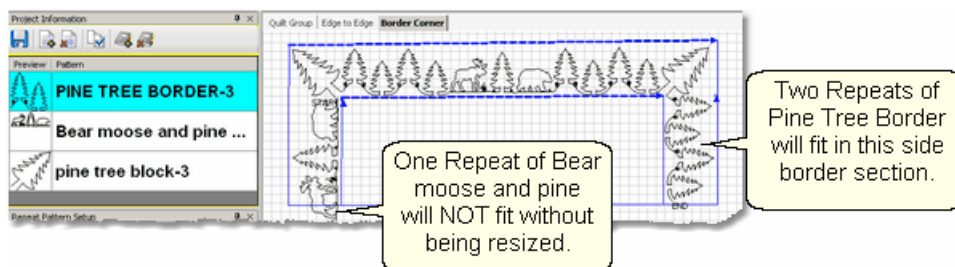 Project Information
Preview Pattern
PINE TREE BORDER-3
Bear moose and pine ...
pine tree block-3
Repeat Pattern Setup
Quilt Group Edge to Edge Border Corner
START
END
One Repeat of Bear
moose and pine
will NOT fit without
being resized.
Two Repeats of
Pine Tree Border
will fit in this side
border section.